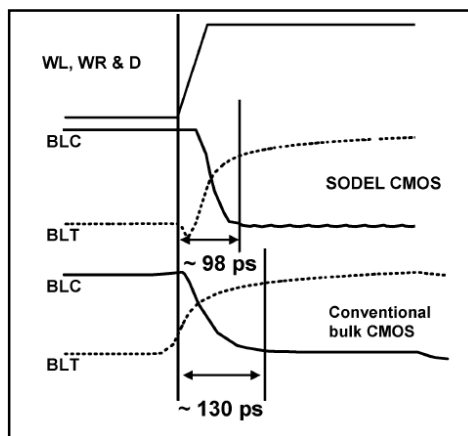 WL, WR & D
BLC
SODEL CMOS
BLT
~ 98 ps
BLC
Conventional
bulk CMOS
BLT
~ 130 ps